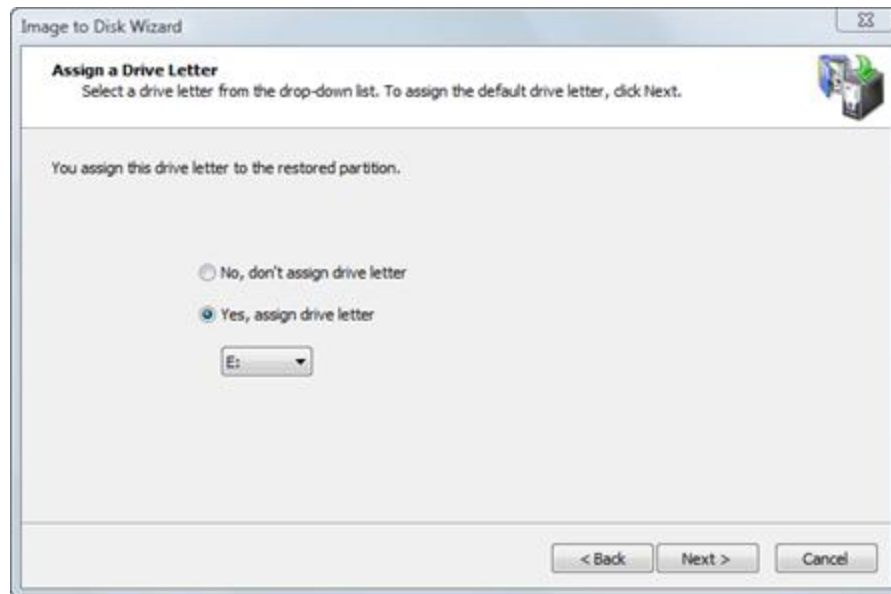 Image to Disk Wizard
Assign a Drive Letter
Select a drive letter from the drop-down list. To assign the default drive letter, click Next.
You assign this drive letter to the restored partition.
No, don't assign drive letter
Yes, assign drive letter
E:
< Back Next > Cancel